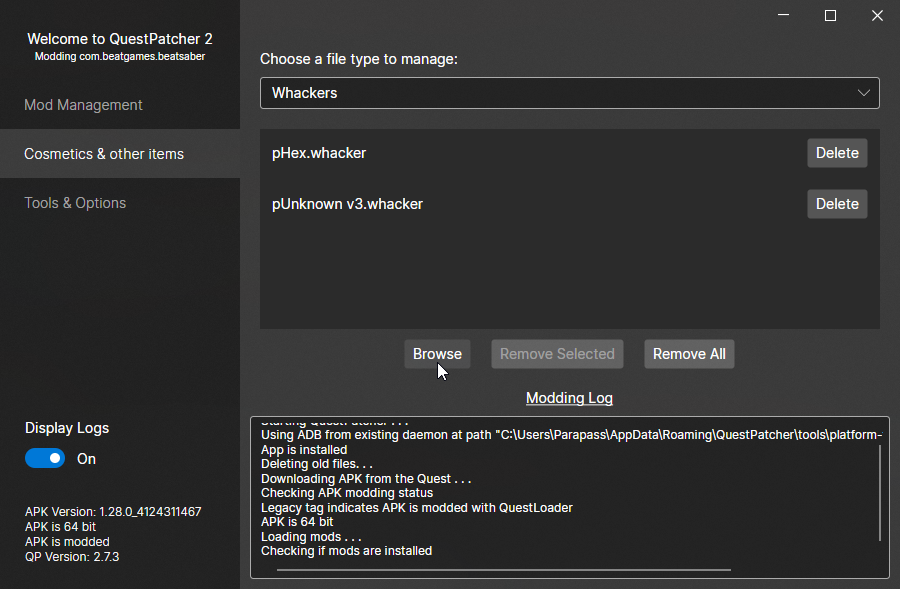 Welcome to QuestPatcher 2
Modding com.beatgames.beatsaber
Mod Management
Cosmetics & other items
Tools & Options
Display Logs
On
APK Version: 1.28.0_4124311467
APK is 64 bit
APK is modded
QP Version: 2.7.3
Choose a file type to manage:
Whackers
pHex.whacker
Delete
pUnknown v3.whacker
Delete
Browse
Remove Selected
Remove All
Modding Log
Starting QuestPatcher . . .
Using ADB from existing daemon at path "C:\Users\Parapass\AppData\Roaming\QuestPatcher\tools\platform-
App is installed
Deleting old files. . .
Downloading APK from the Quest . . .
Checking APK modding status
Legacy tag indicates APK is modded with QuestLoader
APK is 64 bit
Loading mods . . .
Checking if mods are installed